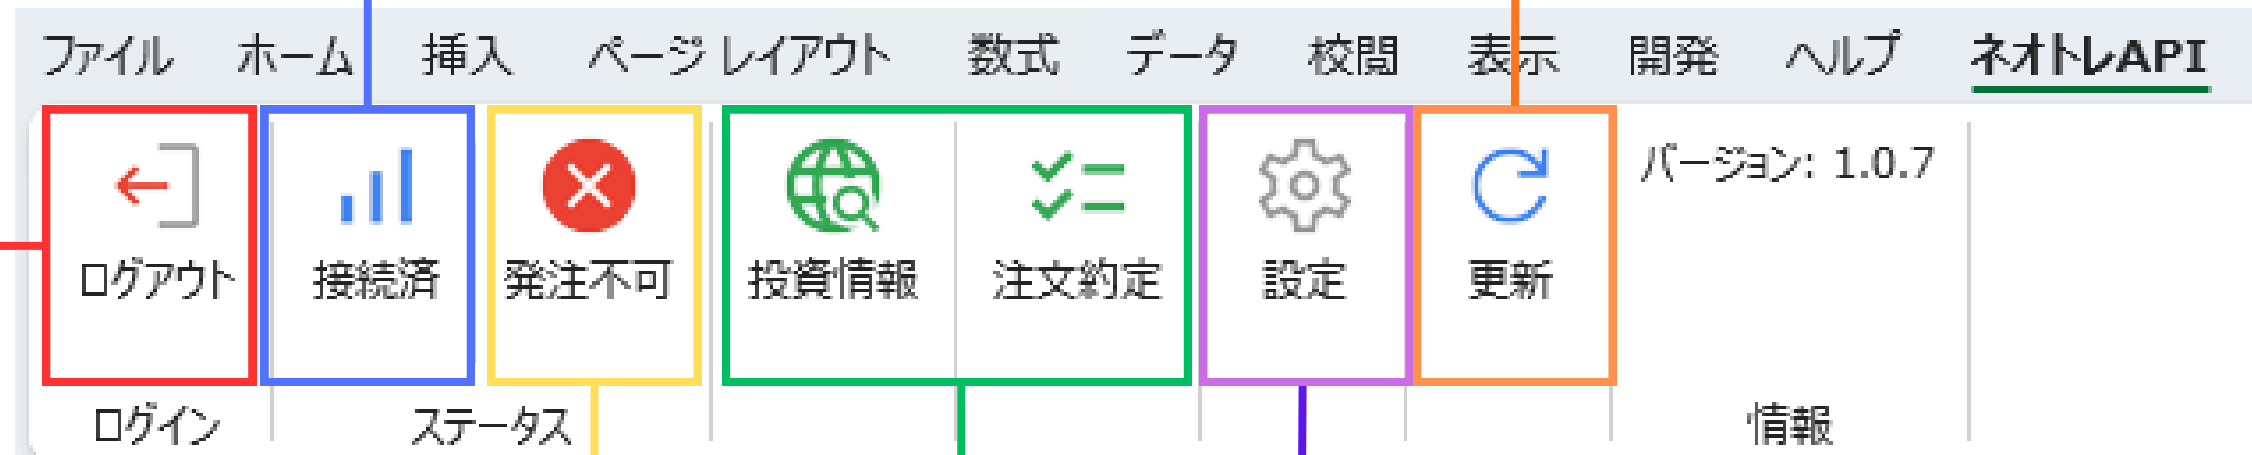 ファイル ホーム 挿入 ページ レイアウト 数式 データ 校閲 表示 開発 ヘルプ ネオトレAPI
ログアウト 接続済 発注不可 投資情報 注文約定 設定 更新 バージョン: 1.0.7
ログイン ステータス 情報